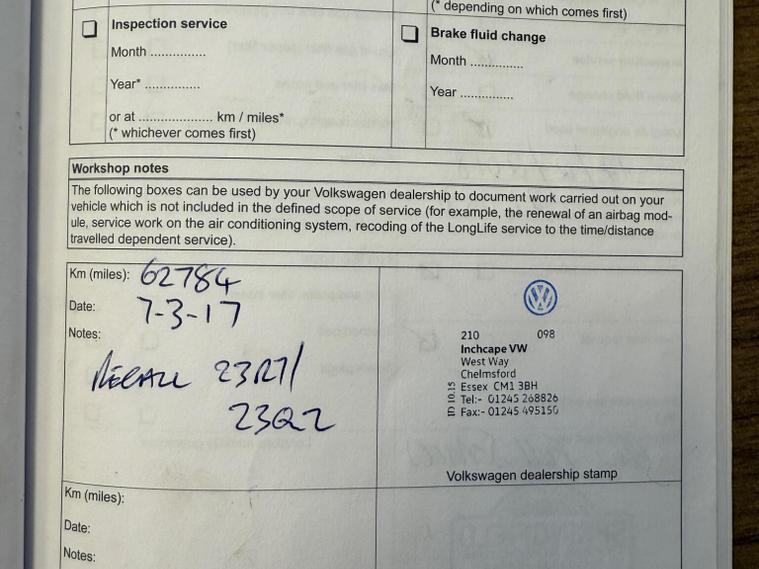 (* depending on which comes first)
Inspection service
Month ...............
Year* ...............
or at .................... km / miles*
(* whichever comes first)
Brake fluid change
Month ..............
Year ..............
Workshop notes
The following boxes can be used by your Volkswagen dealership to document work carried out on your
vehicle which is not included in the defined scope of service (for example, the renewal of an airbag mod-
ule, service work on the air conditioning system, recoding of the LongLife service to the time/distance
travelled dependent service).
Km (miles): 62784
Date: 7-3-17
Notes:
RECALL 23R7/
23Q2
210 098
Inchcape VW
West Way
Chelmsford
Essex CM1 3BH
Tel:- 01245 268826
Fax:- 01245 495150
ID 10.15
Volkswagen dealership stamp
Km (miles):
Date:
Notes: